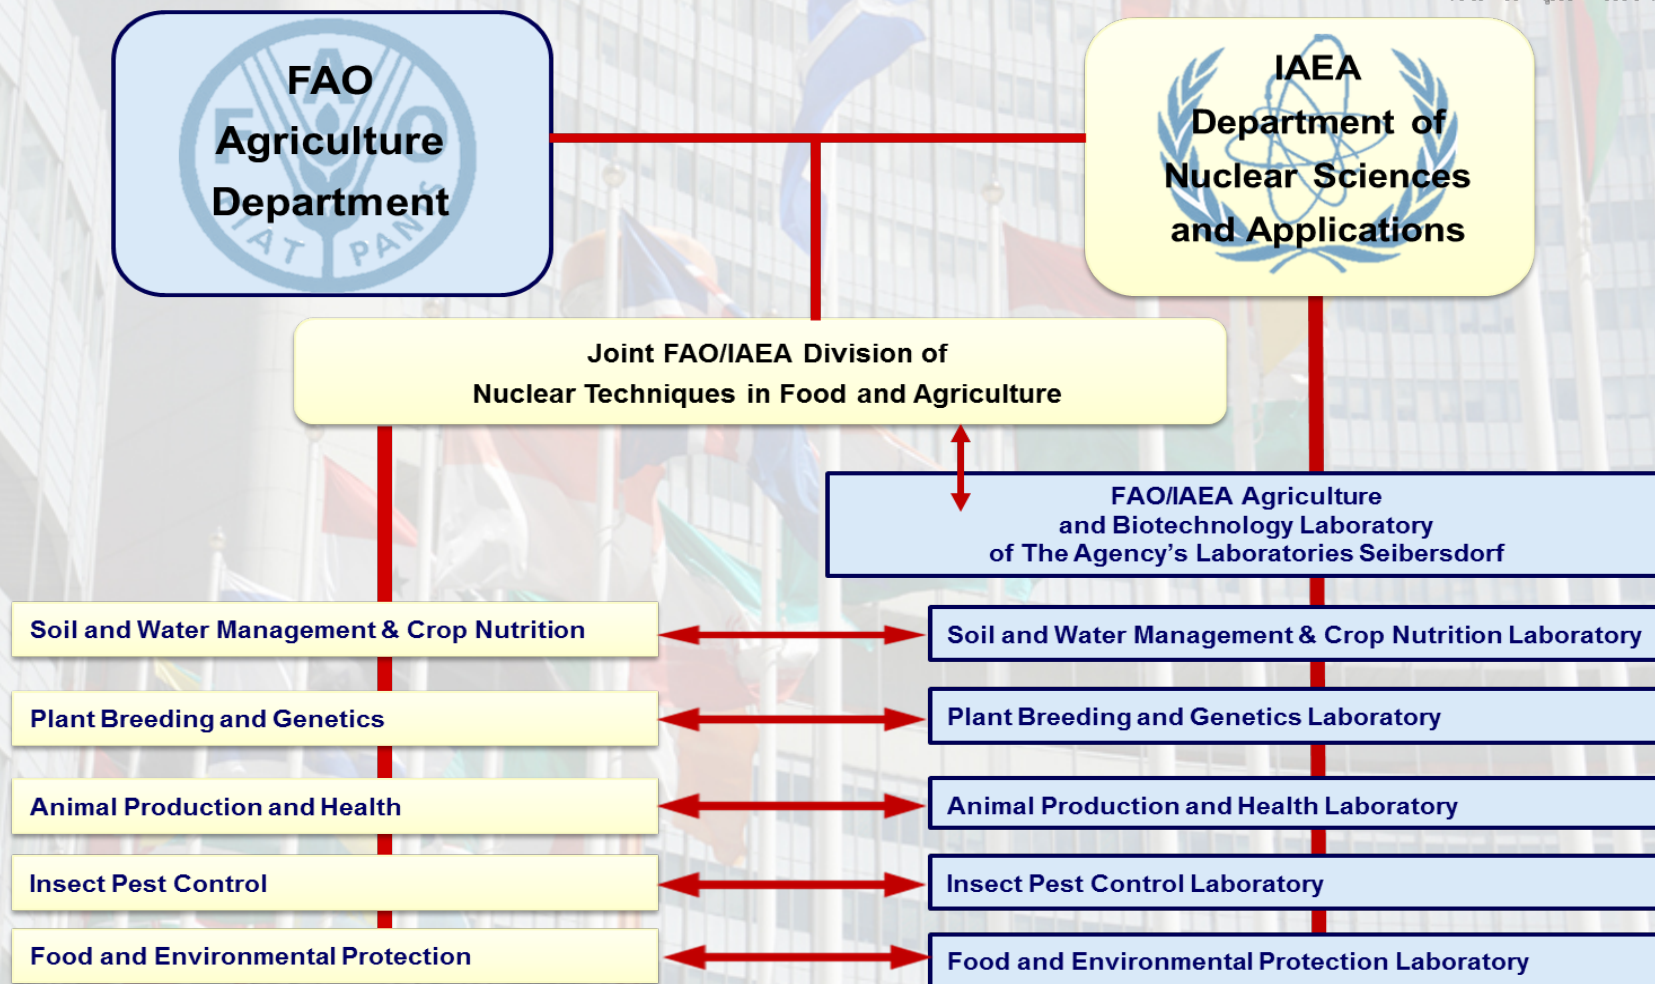 FAO
Agriculture
Department
FAO
FIAT PANIS
IAEA
Department of
Nuclear Sciences
and Applications
Joint FAO/IAEA Division of
Nuclear Techniques in Food and Agriculture
FAO/IAEA Agriculture
and Biotechnology Laboratory
of The Agency's Laboratories Seibersdorf
Soil and Water Management & Crop Nutrition
Soil and Water Management & Crop Nutrition Laboratory
Plant Breeding and Genetics
Plant Breeding and Genetics Laboratory
Animal Production and Health
Animal Production and Health Laboratory
Insect Pest Control
Insect Pest Control Laboratory
Food and Environmental Protection
Food and Environmental Protection Laboratory